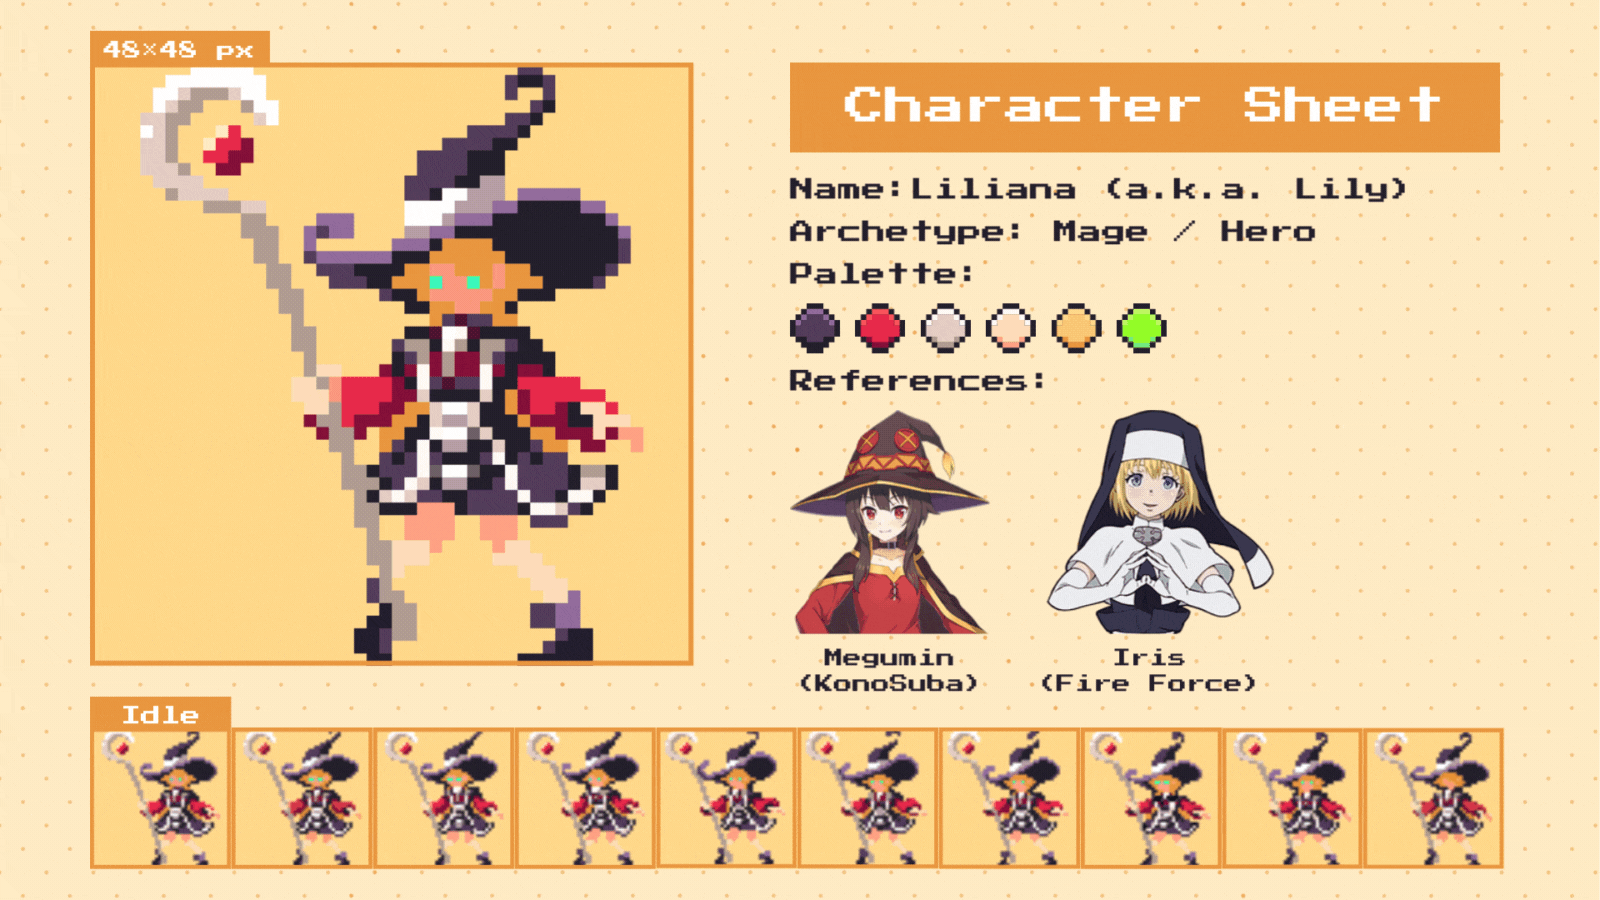 48×48 px
Character Sheet
Name:Liliana (a.k.a. Lily)
Archetype: Mage / Hero
Palette:
References:
Megumin
(KonoSuba)
Iris
(Fire Force)
Idle